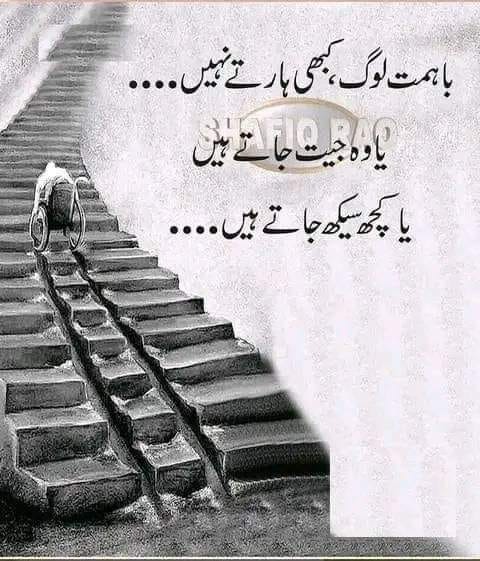 باہمت لوگ، کبھی ہارتے نہیں....
SHAFIQ RAO
یا وہ جیت جاتے ہیں
یا کچھ سیکھ جاتے ہیں....